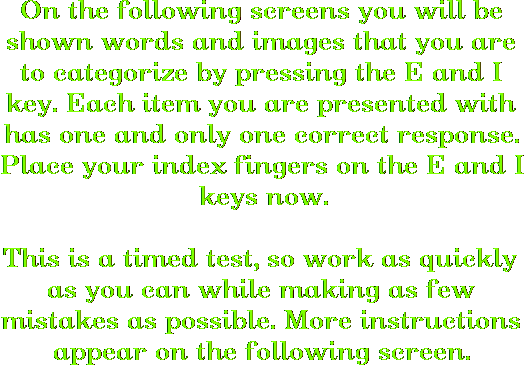 On the following screens you will be
shown words and images that you are
to categorize by pressing the E and I
key. Each item you are presented with
has one and only one correct response.
Place your index fingers on the E and I
keys now.
This is a timed test, so work as quickly
as you can while making as few
mistakes as possible. More instructions
appear on the following screen.